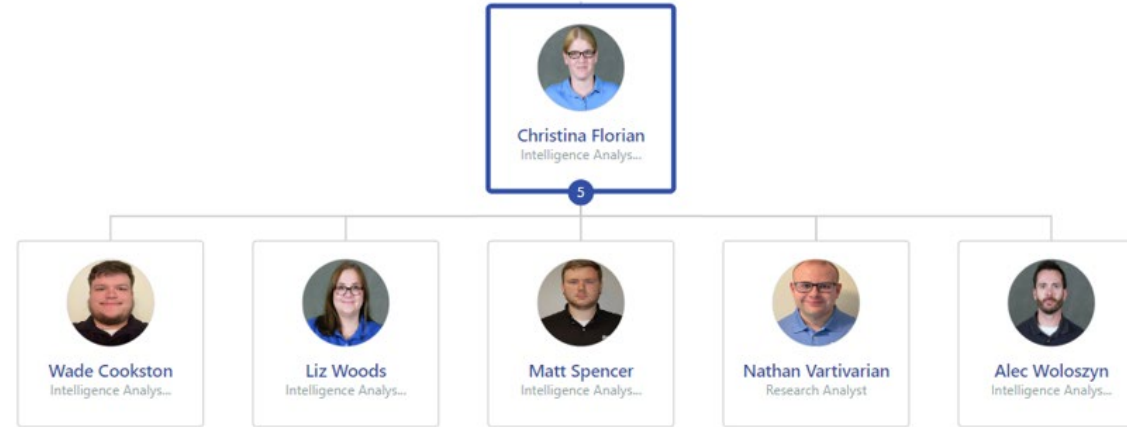 Christina Florian
Intelligence Analys...
5
Wade Cookston
Intelligence Analys...
Liz Woods
Intelligence Analys...
Matt Spencer
Intelligence Analys...
Nathan Vartivarian
Research Analyst
Alec Woloszyn
Intelligence Analys...